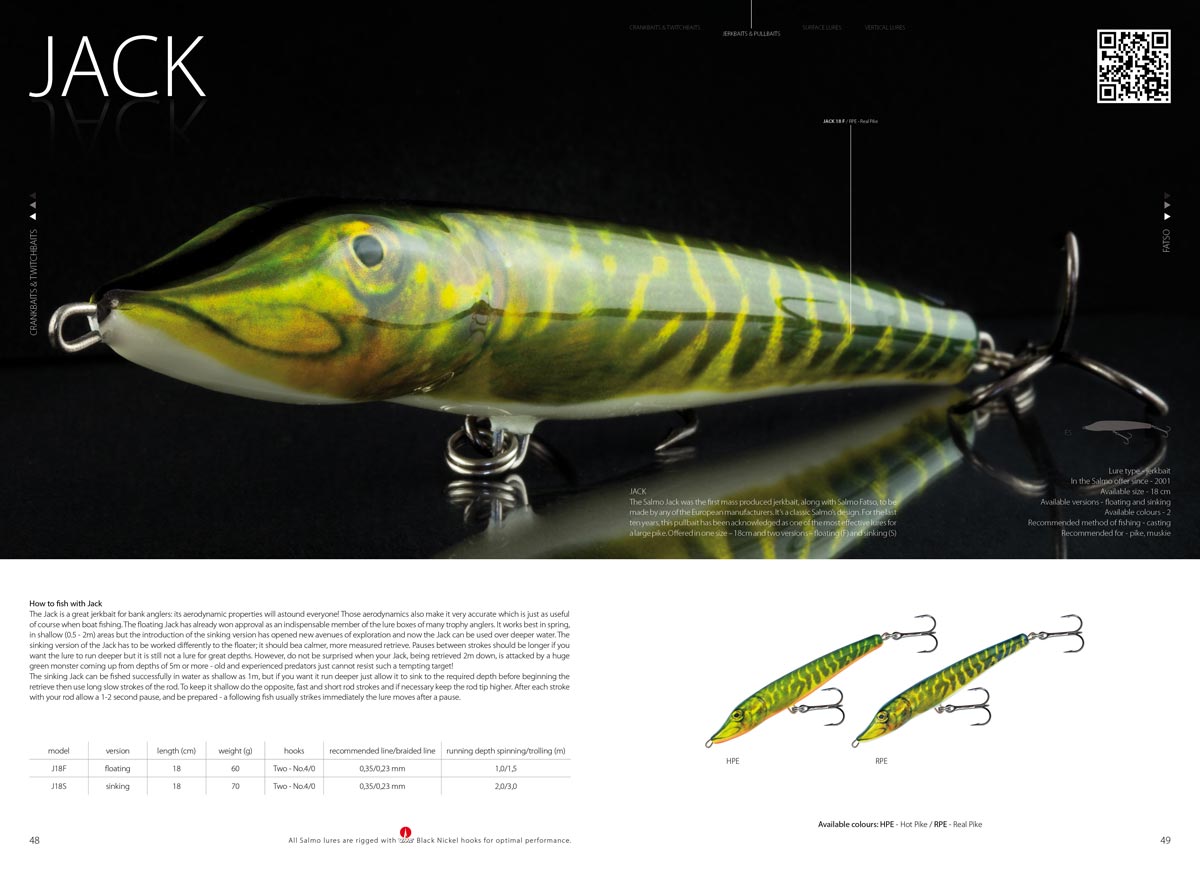 JACK
CRANKBAITS & TWITCHBAITS
JERKBAITS & PULLBAITS
SURFACE LURES
VERTICAL LURES
JACK 18 F / RPE - Real Pike
CRANKBAITS & TWITCHBAITS
FATSO
JACK
The Salmo Jack was the first mass produced jerkbait, along with Salmo Fatso, to be
made by any of the European manufacturers. It's a classic Salmo's design. For the last
ten years, this pullbait has been acknowledged as one of the most effective lures for
a large pike. Offered in one size – 18cm and two versions – floating (F) and sinking (S)
Lure type - jerkbait
In the Salmo offer since - 2001
Available size - 18 cm
Available versions - floating and sinking
Available colours - 2
Recommended method of fishing - casting
Recommended for - pike, muskie
How to fish with Jack
The Jack is a great jerkbait for bank anglers: its aerodynamic properties will astound everyone! Those aerodynamics also make it very accurate which is just as useful
of course when boat fishing. The floating Jack has already won approval as an indispensable member of the lure boxes of many trophy anglers. It works best in spring,
in shallow (0.5 - 2m) areas but the introduction of the sinking version has opened new avenues of exploration and now the Jack can be used over deeper water. The
sinking version of the Jack has to be worked differently to the floater; it should bea calmer, more measured retrieve. Pauses between strokes should be longer if you
want the lure to run deeper but it is still not a lure for great depths. However, do not be surprised when your Jack, being retrieved 2m down, is attacked by a huge
green monster coming up from depths of 5m or more - old and experienced predators just cannot resist such a tempting target!
The sinking Jack can be fished successfully in water as shallow as 1m, but if you want it run deeper just allow it to sink to the required depth before beginning the
retrieve then use long slow strokes of the rod. To keep it shallow do the opposite, fast and short rod strokes and if necessary keep the rod tip higher. After each stroke
with your rod allow a 1-2 second pause, and be prepared - a following fish usually strikes immediately the lure moves after a pause.
model version length (cm) weight (g) hooks recommended line/braided line running depth spinning/trolling (m)
J18F floating 18 60 Two - No.4/0 0,35/0,23 mm 1,0/1,5
J18S sinking 18 70 Two - No.4/0 0,35/0,23 mm 2,0/3,0
HPE
RPE
Available colours: HPE - Hot Pike / RPE - Real Pike
48
All Salmo lures are rigged with Black Nickel hooks for optimal performance.
49